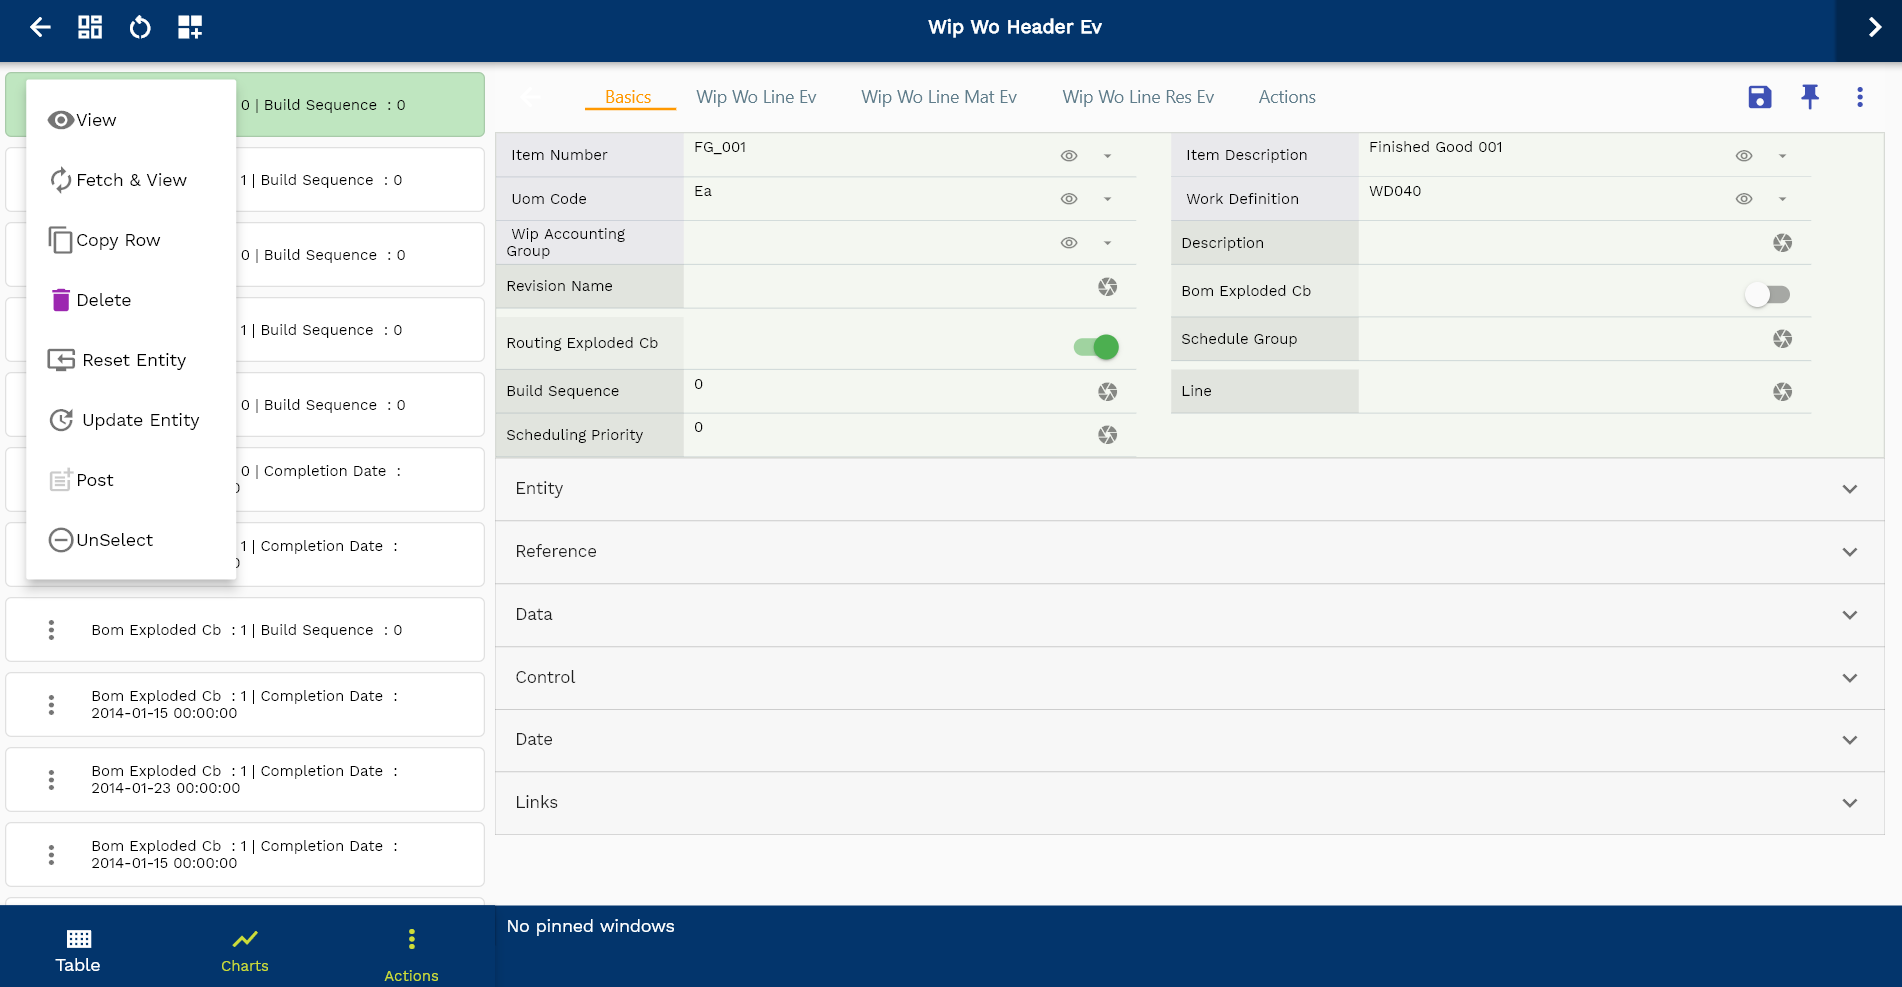 Wip Wo Header Ev
View
Fetch & View
Copy Row
Delete
Reset Entity
Update Entity
Post
UnSelect
0 | Build Sequence : 0
1 | Build Sequence : 0
0 | Build Sequence : 0
1 | Build Sequence : 0
0 | Build Sequence : 0
0 | Completion Date :
1 | Completion Date :
Bom Exploded Cb : 1 | Build Sequence : 0
Bom Exploded Cb : 1 | Completion Date :
2014-01-15 00:00:00
Bom Exploded Cb : 1 | Completion Date :
2014-01-23 00:00:00
Bom Exploded Cb : 1 | Completion Date :
2014-01-15 00:00:00
Table
Charts
Actions
Basics
Wip Wo Line Ev
Wip Wo Line Mat Ev
Wip Wo Line Res Ev
Actions
Item Number
FG_001
Item Description
Finished Good 001
Uom Code
Ea
Work Definition
WD040
Wip Accounting
Group
Description
Revision Name
Bom Exploded Cb
Routing Exploded Cb
Schedule Group
Build Sequence
0
Line
Scheduling Priority
0
Entity
Reference
Data
Control
Date
Links
No pinned windows